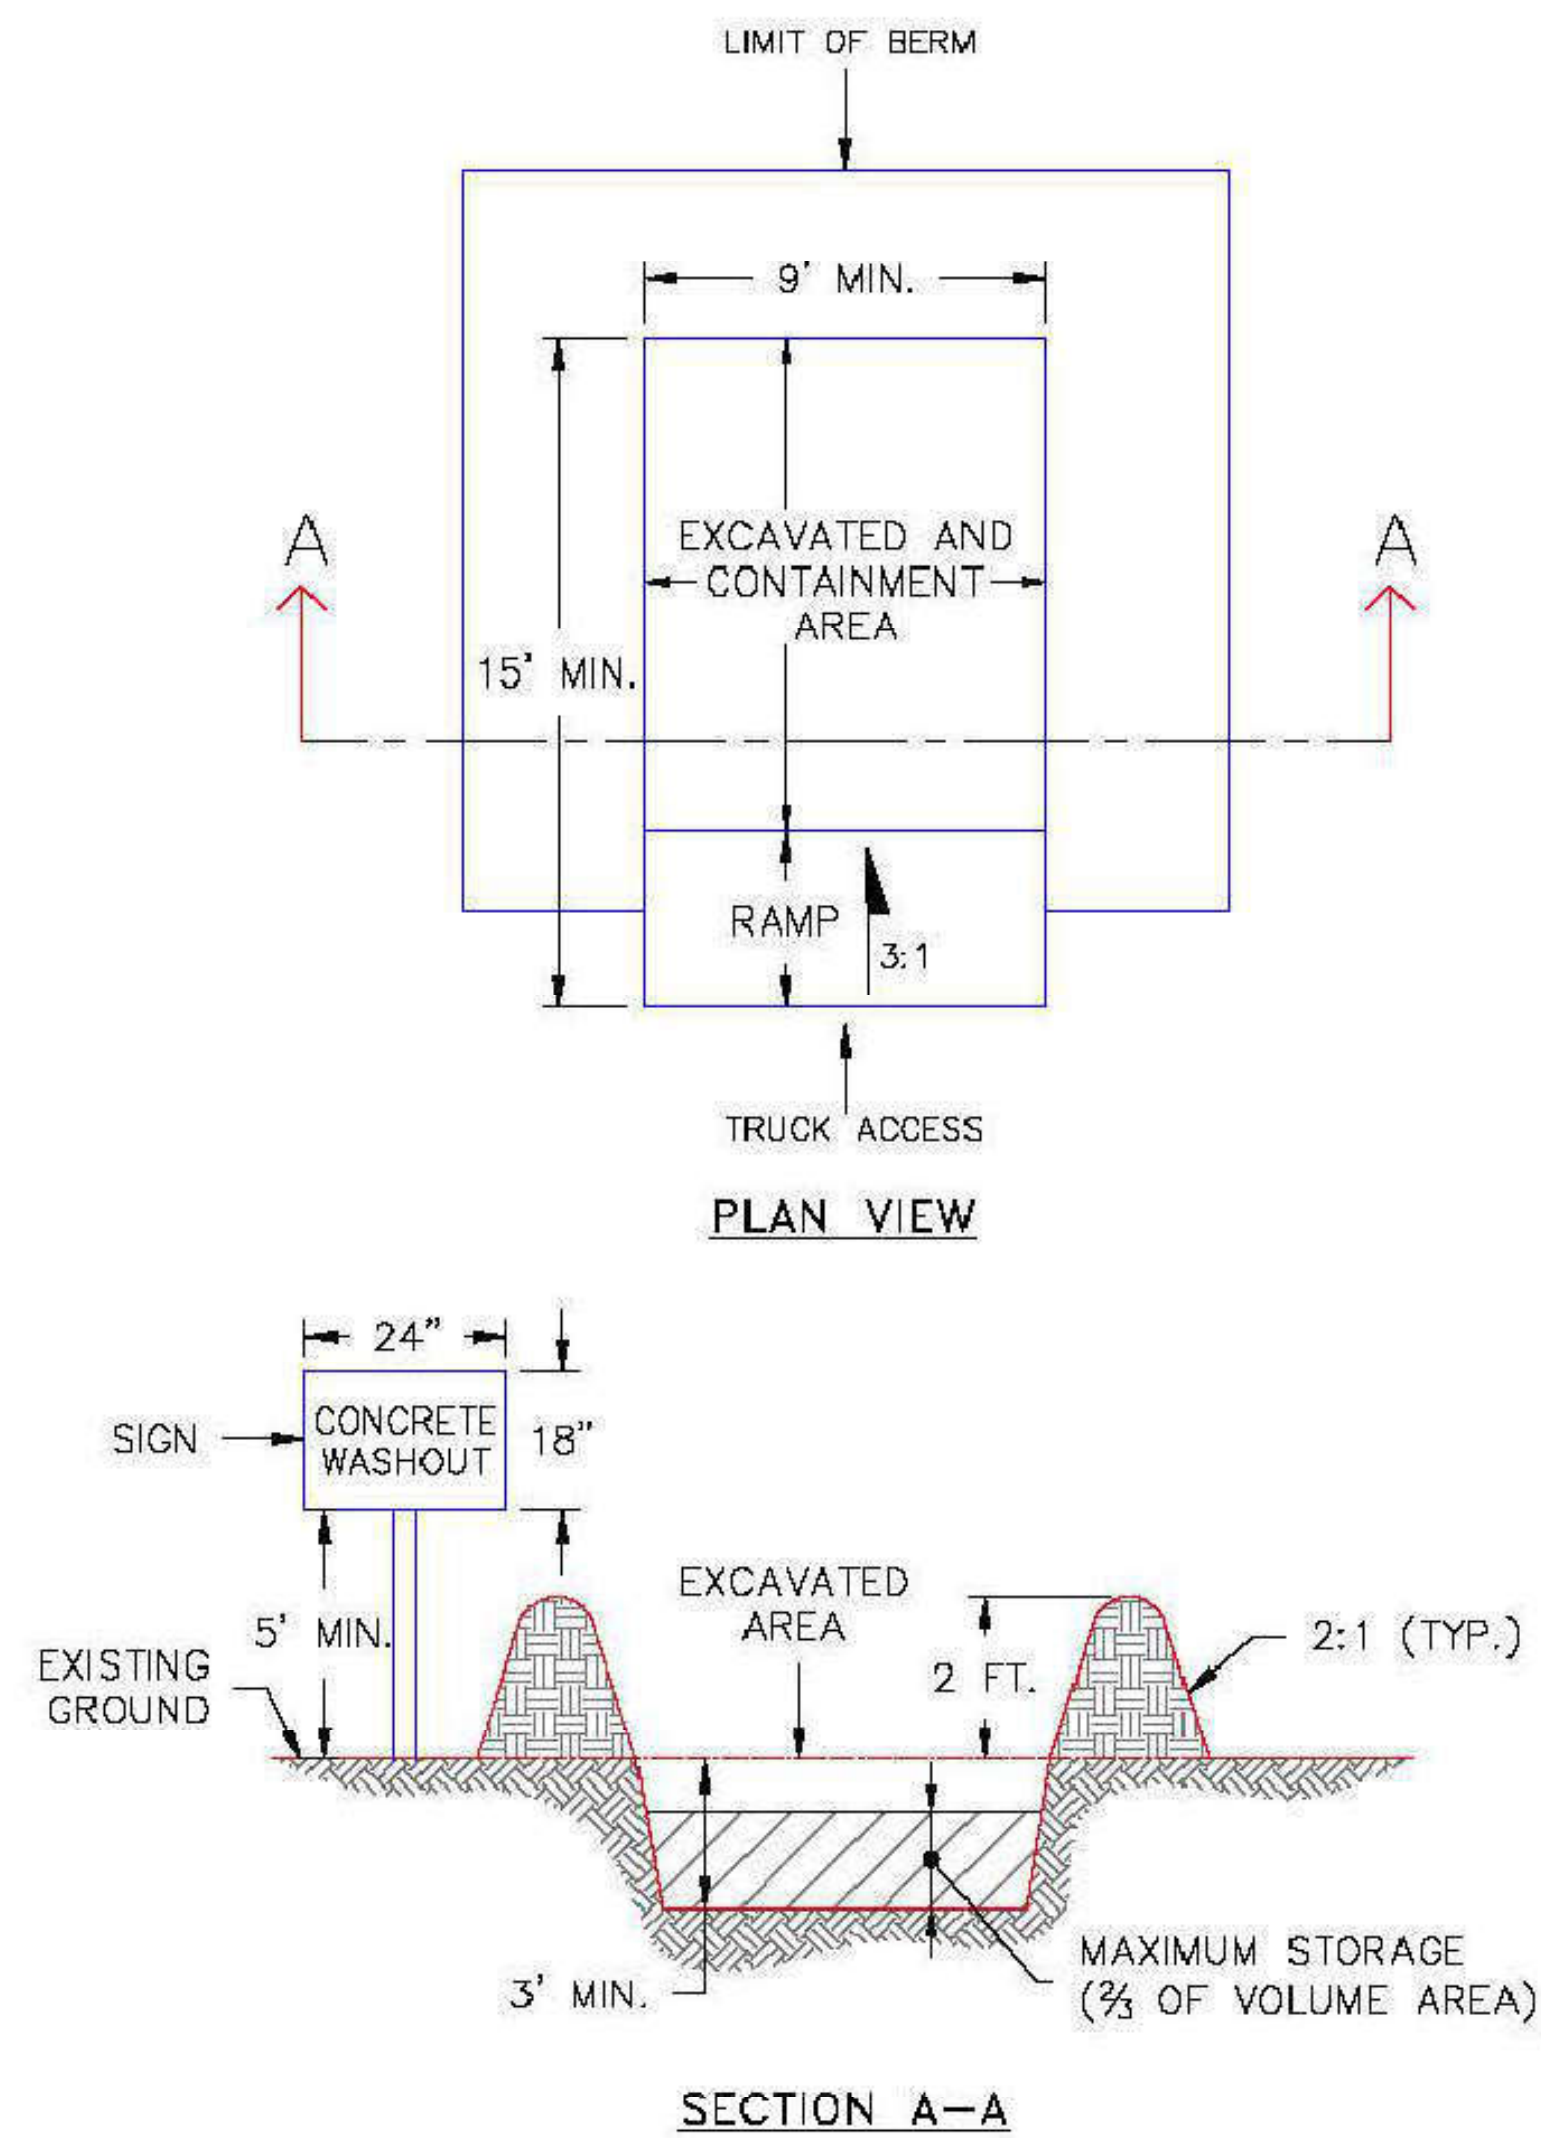 LIMIT OF BERM
9' MIN.
A
A
EXCAVATED AND
CONTAINMENT
AREA
15' MIN.
RAMP
3:1
TRUCK ACCESS
PLAN VIEW
24"
SIGN
CONCRETE
WASHOUT
18"
5' MIN.
EXISTING
GROUND
EXCAVATED
AREA
2 FT.
2:1 (TYP.)
3' MIN.
MAXIMUM STORAGE
(⅔ OF VOLUME AREA)
SECTION A-A